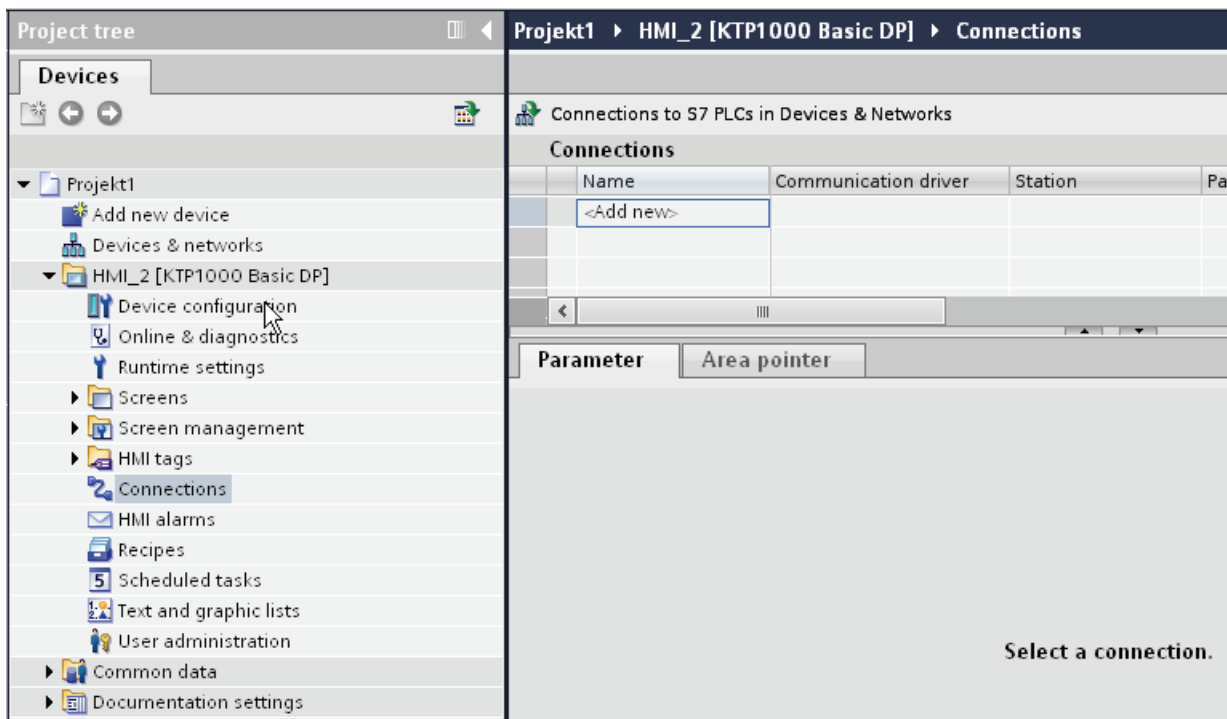 Project tree
Devices
Projekt1
Add new device
Devices & networks
HMI_2 [KTP1000 Basic DP]
Device configuration
Online & diagnostics
Runtime settings
Screens
Screen management
HMI tags
Connections
HMI alarms
Recipes
5 Scheduled tasks
Text and graphic lists
User administration
Common data
Documentation settings
Projekt1 ▸ HMI_2 [KTP1000 Basic DP] ▸ Connections
Connections to S7 PLCs in Devices & Networks
Connections
Name Communication driver Station Pa
<Add new>
Parameter Area pointer
Select a connection.